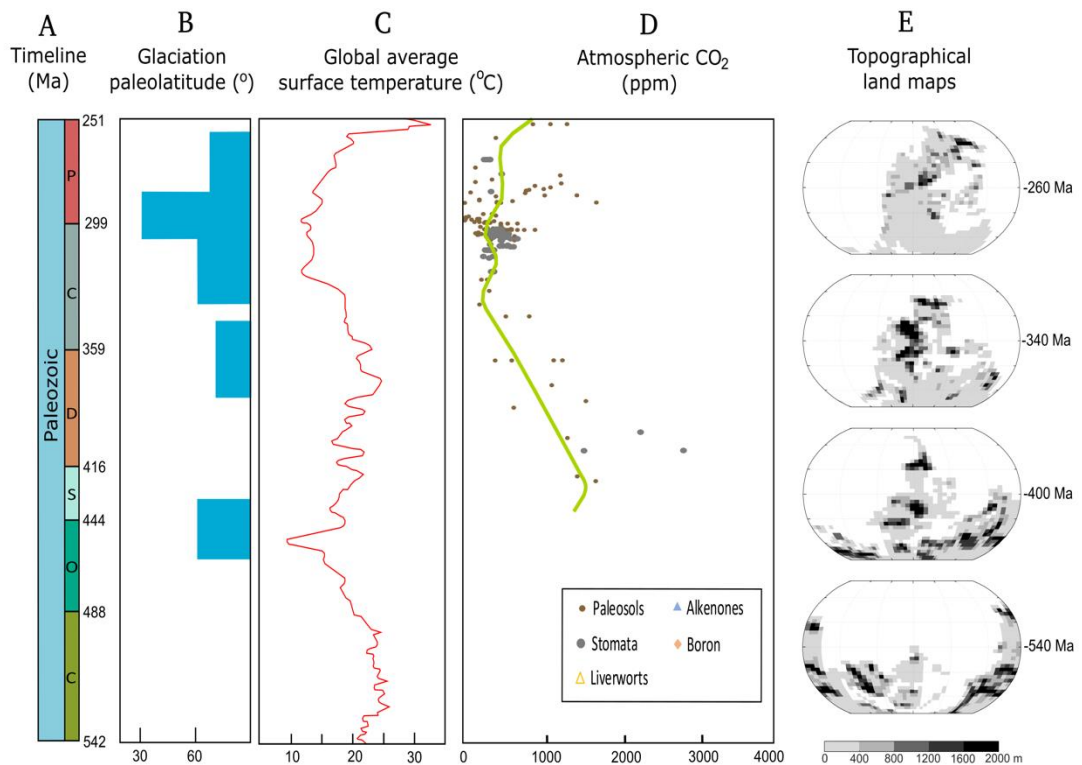 A
B
C
D
E
Timeline
(Ma)
Glaciation
paleolatitude (⁰)
Global average
surface temperature (⁰C)
Atmospheric CO₂
(ppm)
Topographical
land maps
Paleozoic
P
C
D
S
O
C
251
299
359
416
444
488
542
30
60
10
20
30
0
1000
2000
3000
4000
Paleosols
Alkenones
Stomata
Boron
Liverworts
-260 Ma
-340 Ma
-400 Ma
-540 Ma
0
400
800
1200
1600
2000 m